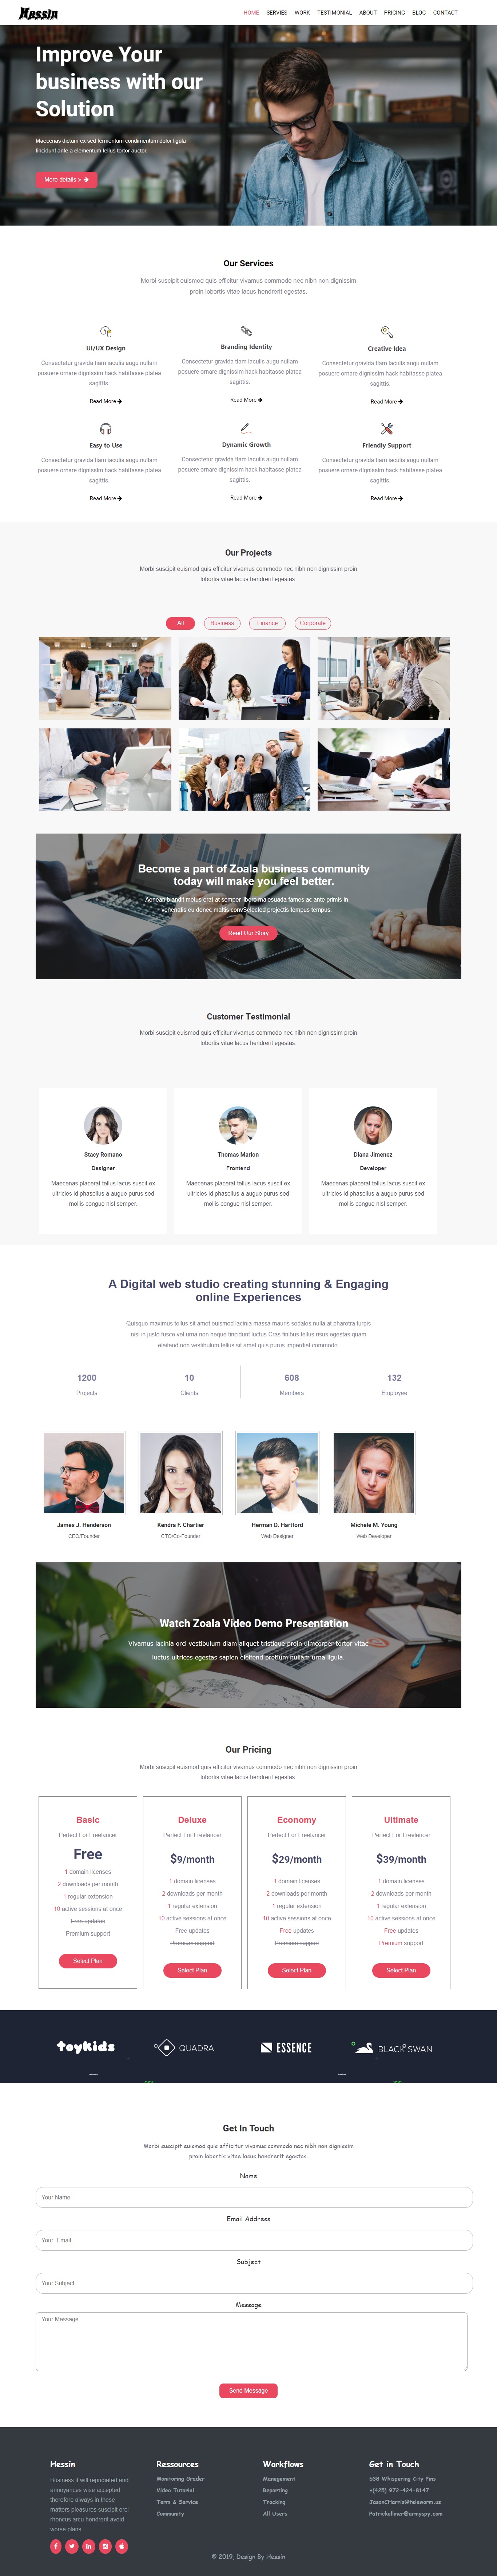 Hessin
HOME SERVIES WORK TESTIMONIAL ABOUT PRICING BLOG CONTACT
Improve Your
business with our
Solution
Maecenas dictum ex sed fermentum condimentum dolor ligula
tincidunt ante a elementum tellus tortor auctor.
More details >
Our Services
Morbi suscipit euismod quis efficitur vivamus commodo nec nibh non dignissim
proin lobortis vitae lacus hendrerit egestas.
UI/UX Design
Consectetur gravida tiam iaculis augu nullam
posuere ornare dignissim hack habitasse platea
sagittis.
Read More
Branding Identity
Consectetur gravida tiam iaculis augu nullam
posuere ornare dignissim hack habitasse platea
sagittis.
Read More
Creative Idea
Consectetur gravida tiam iaculis augu nullam
posuere ornare dignissim hack habitasse platea
sagittis.
Read More
Easy to Use
Consectetur gravida tiam iaculis augu nullam
posuere ornare dignissim hack habitasse platea
sagittis.
Read More
Dynamic Growth
Consectetur gravida tiam iaculis augu nullam
posuere ornare dignissim hack habitasse platea
sagittis.
Read More
Friendly Support
Consectetur gravida tiam iaculis augu nullam
posuere ornare dignissim hack habitasse platea
sagittis.
Read More
Our Projects
Morbi suscipit euismod quis efficitur vivamus commodo nec nibh non dignissim proin
lobortis vitae lacus hendrerit egestas.
All Business Finance Corporate
Become a part of Zoala business community
today will make you feel better.
Aenean blandit metus erat at semper libero malesuada fames ac ante primis in
venenatis eu donec mattis convSelected projects tempus tempus.
Read Our Story
Customer Testimonial
Morbi suscipit euismod quis efficitur vivamus commodo nec nibh non dignissim proin
lobortis vitae lacus hendrerit egestas.
Stacy Romano
Designer
Maecenas placerat tellus lacus suscit ex
ultricies id phasellus a augue purus sed
mollis congue nisl semper.
Thomas Marion
Frontend
Maecenas placerat tellus lacus suscit ex
ultricies id phasellus a augue purus sed
mollis congue nisl semper.
Diana Jimenez
Developer
Maecenas placerat tellus lacus suscit ex
ultricies id phasellus a augue purus sed
mollis congue nisl semper.
A Digital web studio creating stunning & Engaging
online Experiences
Quisque maximus tellus sit amet euismod lacinia massa mauris sodales nulla at pharetra turpis
nisi in justo fusce vel urna non neque tincidunt luctus Cras finibus tellus risus egestas quam
eleifend non vestibulum tellus sit amet quis purus imperdiet commodo.
1200
Projects
10
Clients
608
Members
132
Employee
James J. Henderson
CEO/Founder
Kendra F. Chartier
CTO/Co-Founder
Herman D. Hartford
Web Designer
Michele M. Young
Web Developer
Watch Zoala Video Demo Presentation
Vivamus lacinia orci vestibulum diam aliquet tristique proin ulmcorper tortor vitae
luctus ultrices egestas sapien eleifend pretium nullam urna ligula.
Our Pricing
Morbi suscipit euismod quis efficitur vivamus commodo nec nibh non dignissim proin
lobortis vitae lacus hendrerit egestas.
Basic
Perfect For Freelancer
Free
1 domain licenses
2 downloads per month
1 regular extension
10 active sessions at once
Free updates
Premium support
Select Plan
Deluxe
Perfect For Freelancer
$9/month
1 domain licenses
2 downloads per month
1 regular extension
10 active sessions at once
Free updates
Premium support
Select Plan
Economy
Perfect For Freelancer
$29/month
1 domain licenses
2 downloads per month
1 regular extension
10 active sessions at once
Free updates
Premium support
Select Plan
Ultimate
Perfect For Freelancer
$39/month
1 domain licenses
2 downloads per month
1 regular extension
10 active sessions at once
Free updates
Premium support
Select Plan
toykids QUADRA ESSENCE BLACK SWAN
Get In Touch
Morbi suscipit euismod quis efficitur vivamus commodo nec nibh non dignissim
proin lobortis vitae lacus hendrerit egestas.
Name
Your Name
Email Address
Your Email
Subject
Your Subject
Message
Your Message
Send Message
Hessin
Business it will repudiated and
annoyances wise accepted
therefore always in these
matters pleasures suscipit orci
rhoncus arcu hendrerit avoid
worse plans.
Ressources
Monitoring Grader
Video Tutorial
Term & Service
Community
Workflows
Manegement
Reporting
Tracking
All Users
Get in Touch
538 Whispering City Pins
+(425) 972-424-8147
JasonCHarris@teleworm.us
Patrickellmer@armyspy.com
© 2019, Design By Hessin